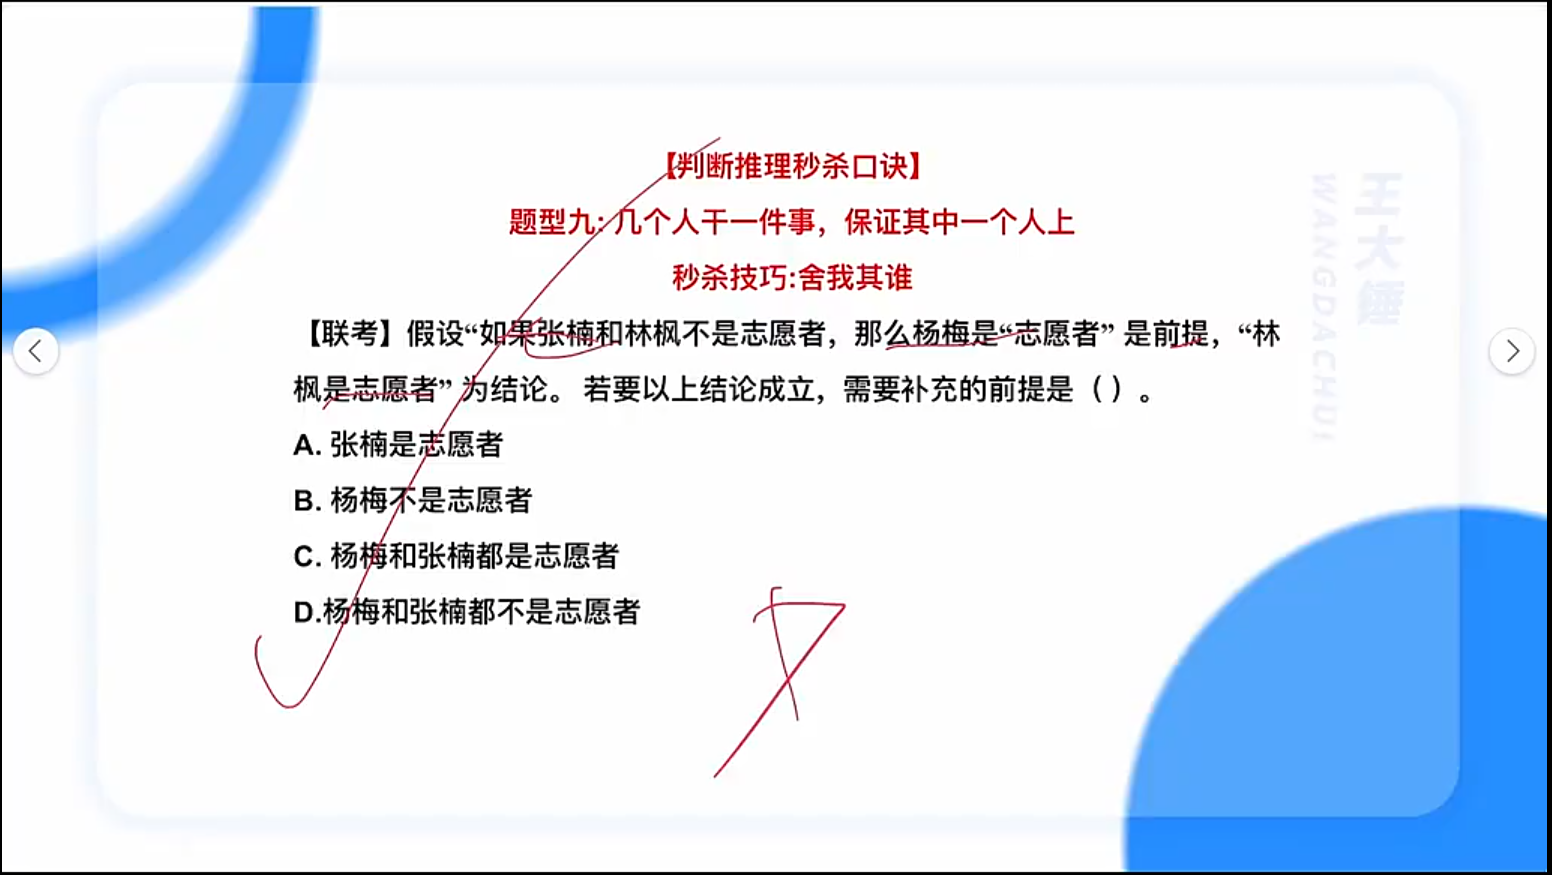 【判断推理秒杀口诀】
题型九: 几个人干一件事，保证其中一个人上
秒杀技巧:舍我其谁
【联考】假设“如果张楠和林枫不是志愿者，那么杨梅是“志愿者” 是前提，“林
枫是志愿者” 为结论。 若要以上结论成立，需要补充的前提是（ ）。
A. 张楠是志愿者
B. 杨梅不是志愿者
C. 杨梅和张楠都是志愿者
D.杨梅和张楠都不是志愿者
王大锤
WANGDACHUI